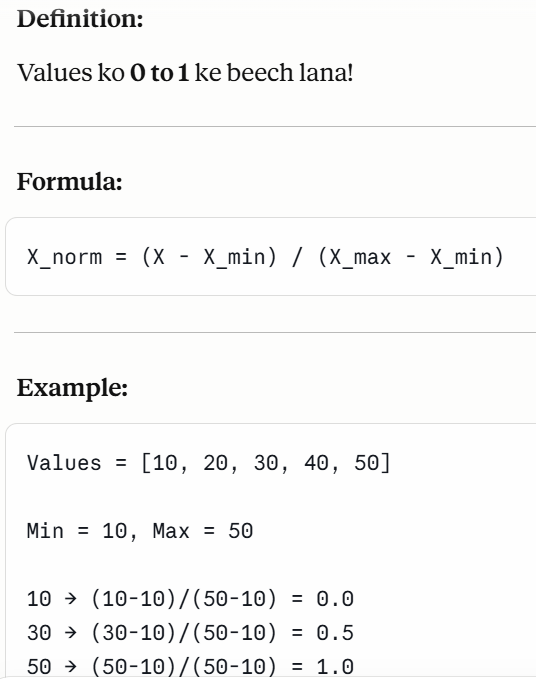 Definition:
Values ko 0 to 1 ke beech lana!
Formula:
X_norm = (X - X_min) / (X_max - X_min)
Example:
Values = [10, 20, 30, 40, 50]
Min = 10, Max = 50
10 → (10-10)/(50-10) = 0.0
30 → (30-10)/(50-10) = 0.5
50 → (50-10)/(50-10) = 1.0